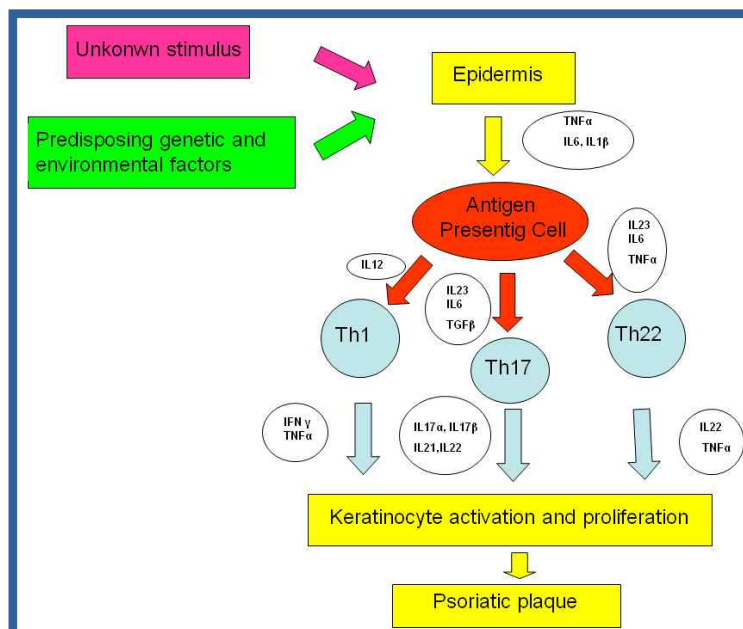 Unkonwn stimulus
Epidermis
Predisposing genetic and
environmental factors
TNFα
IL6, IL1β
Antigen
Presentig Cell
IL23
IL6
TNFα
IL12
IL23
IL6
TGFβ
Th1
Th17
Th22
IFN γ
TNFα
IL17α, IL17β
IL21,IL22
IL22
TNFα
Keratinocyte activation and proliferation
Psoriatic plaque